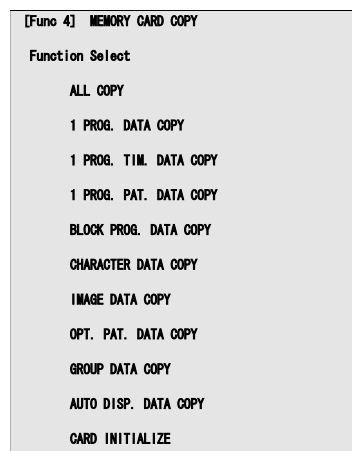 [Func 4] MEMORY CARD COPY
Function Select
ALL COPY
1 PROG. DATA COPY
1 PROG. TIM. DATA COPY
1 PROG. PAT. DATA COPY
BLOCK PROG. DATA COPY
CHARACTER DATA COPY
IMAGE DATA COPY
OPT. PAT. DATA COPY
GROUP DATA COPY
AUTO DISP. DATA COPY
CARD INITIALIZE